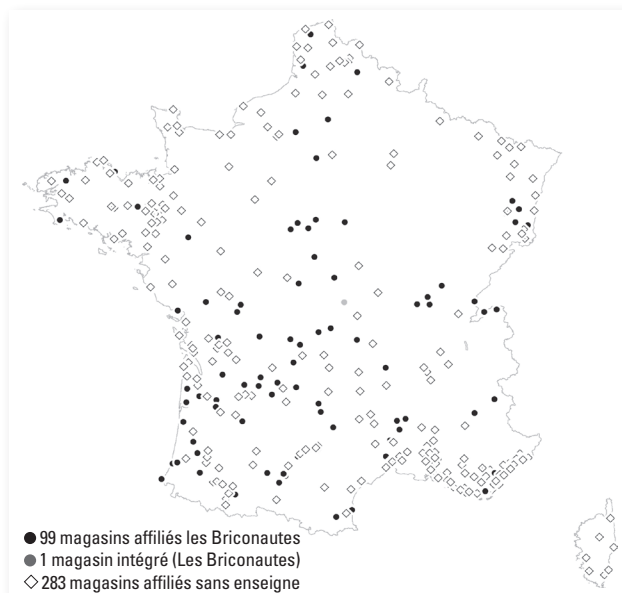 99 magasins affiliés les Briconautes
1 magasin intégré (Les Briconautes)
283 magasins affiliés sans enseigne